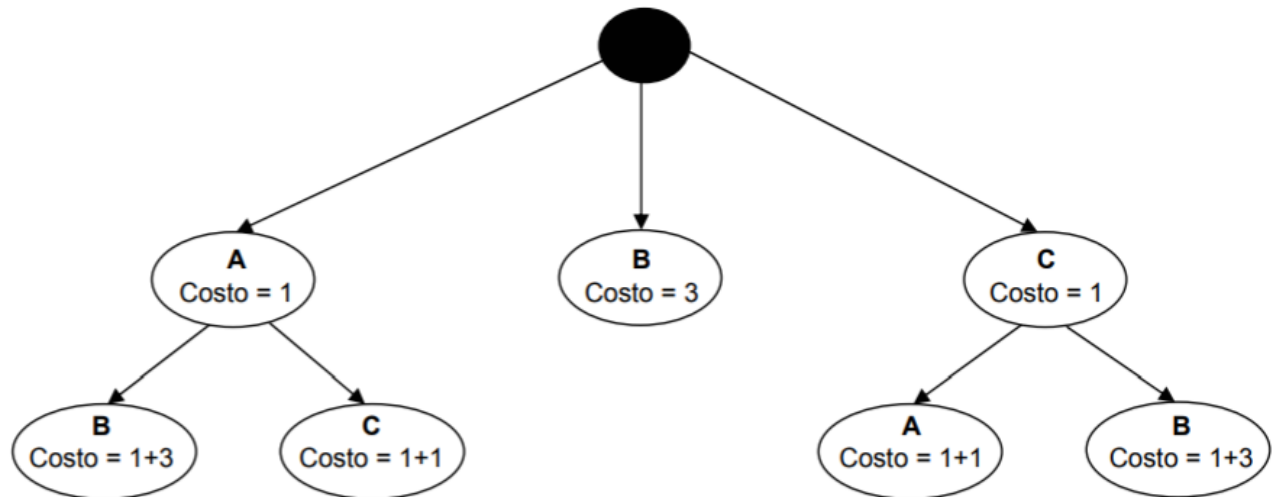 A
Costo = 1
B
Costo = 3
C
Costo = 1
B
Costo = 1+3
C
Costo = 1+1
A
Costo = 1+1
B
Costo = 1+3